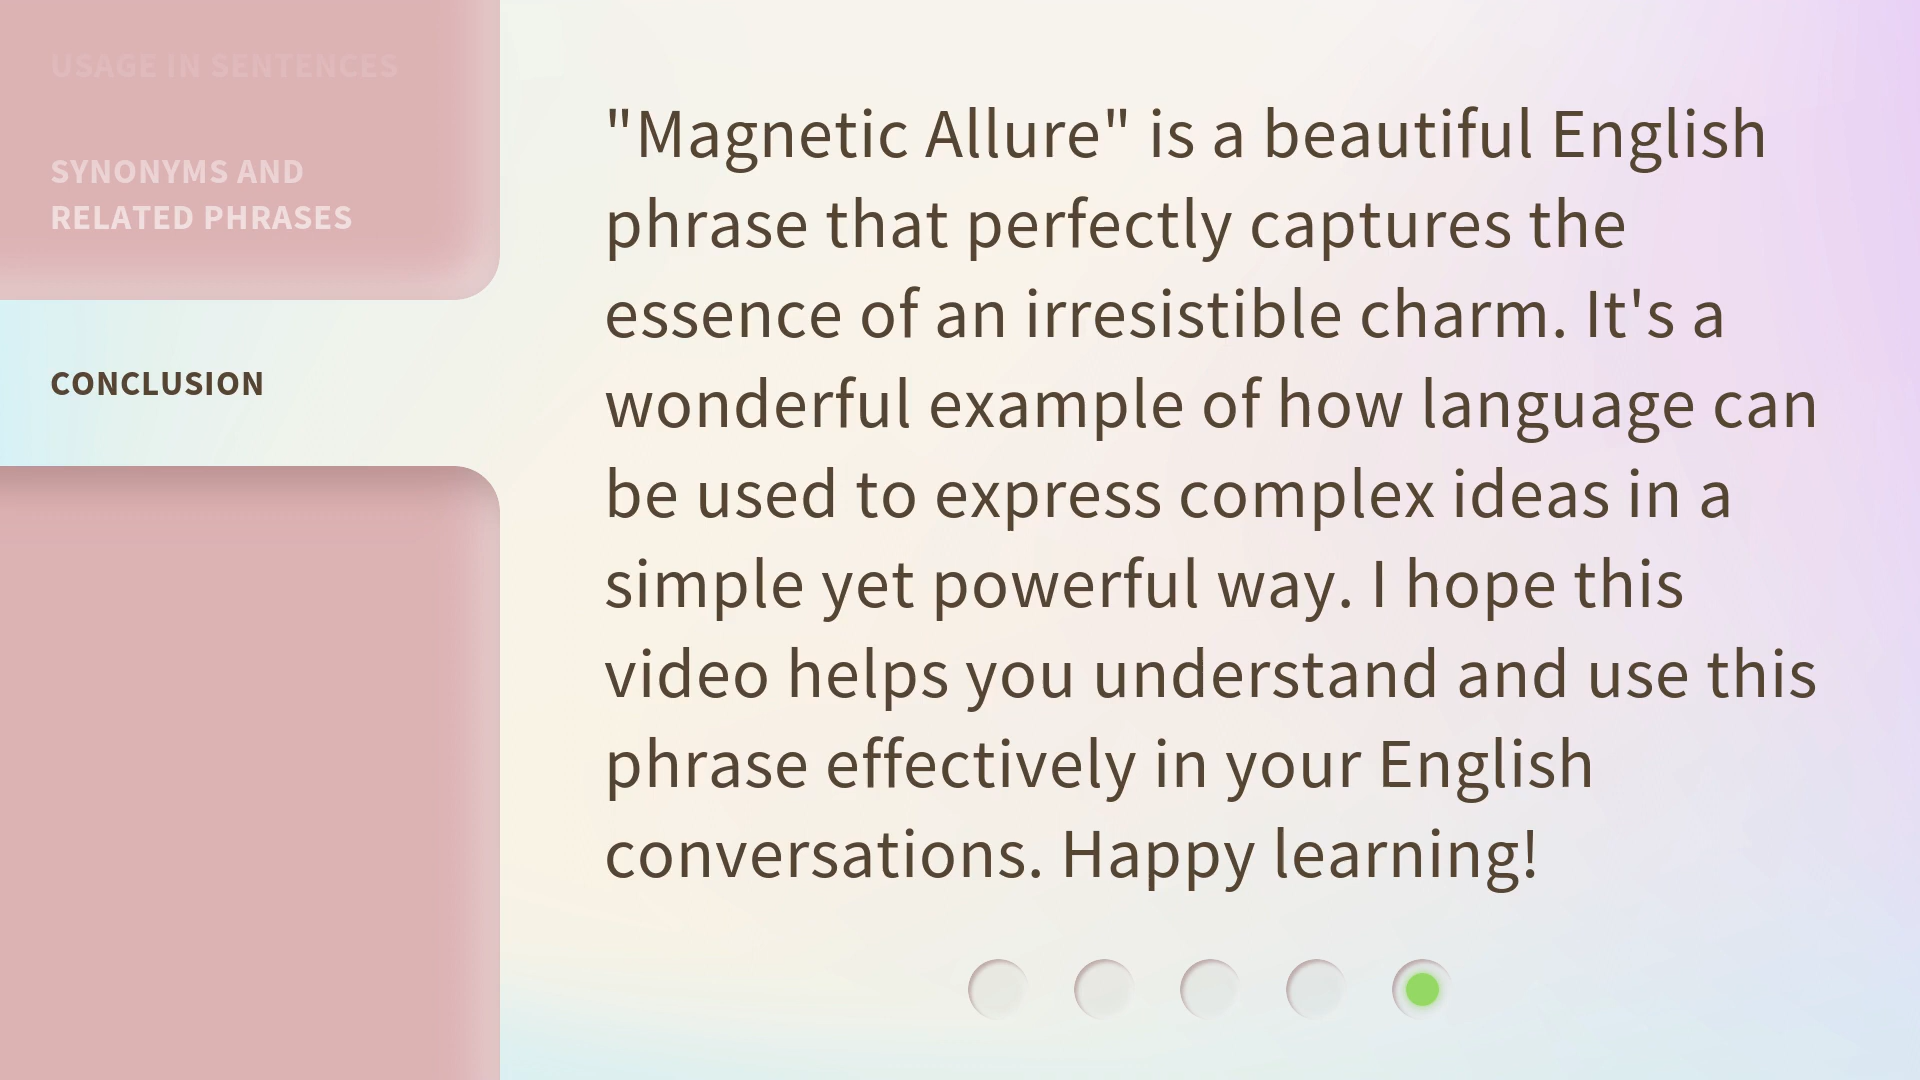 USAGE IN SENTENCES
SYNONYMS AND
RELATED PHRASES
CONCLUSION
"Magnetic Allure" is a beautiful English
phrase that perfectly captures the
essence of an irresistible charm. It's a
wonderful example of how language can
be used to express complex ideas in a
simple yet powerful way. I hope this
video helps you understand and use this
phrase effectively in your English
conversations. Happy learning!